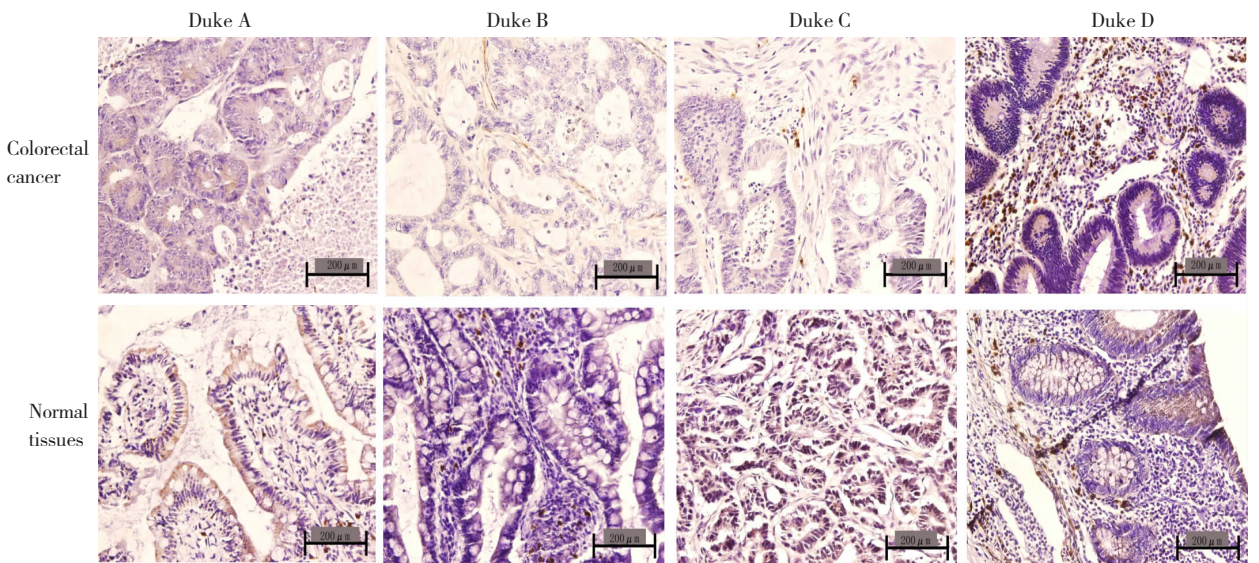 Duke A Duke B Duke C Duke D
Colorectal
cancer
200 μm 200 μm 200 μm 200 μm
Normal
tissues
200 μm 200 μm 200 μm 200 μm